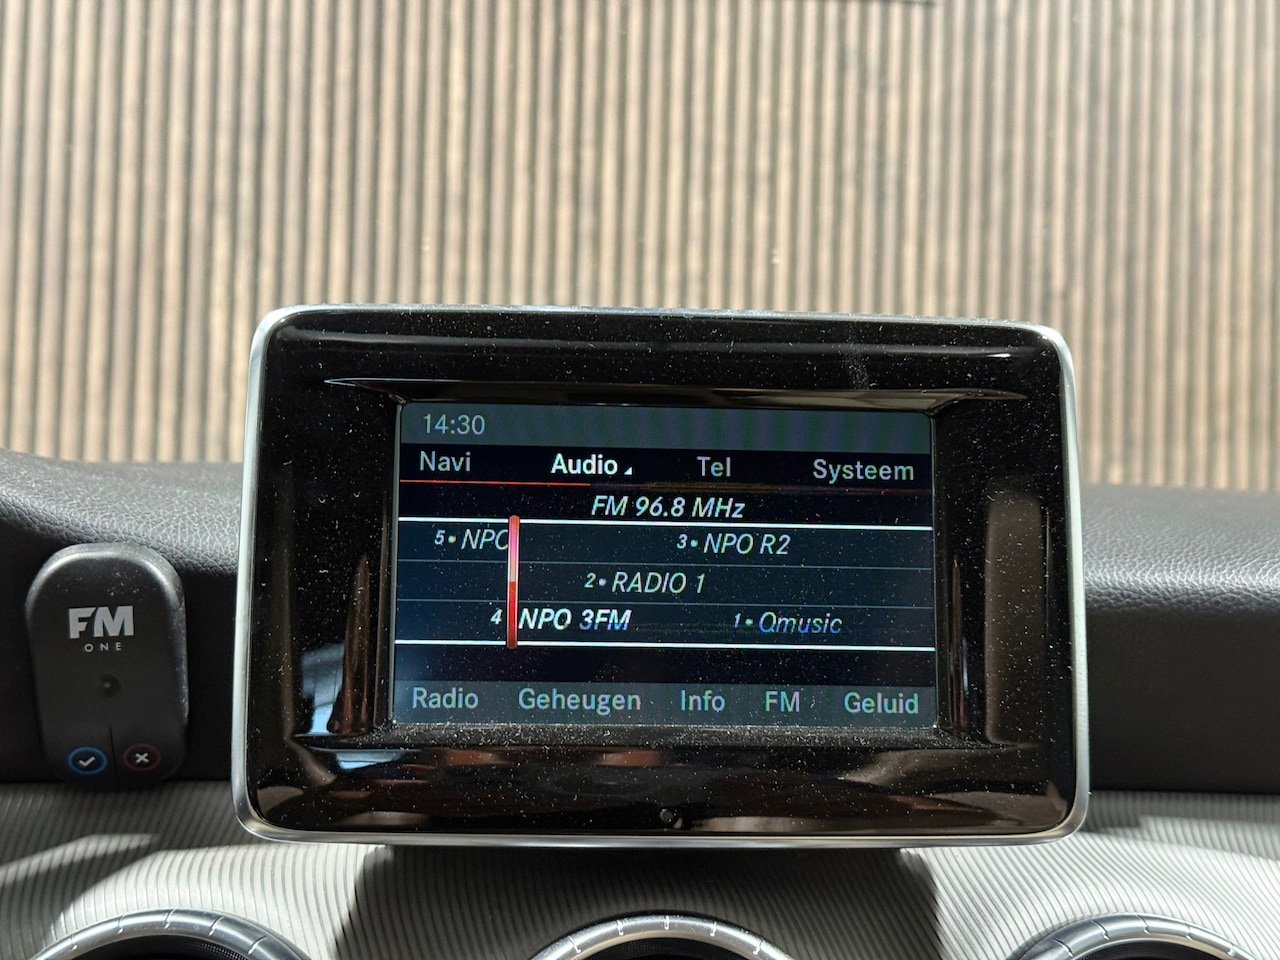 14:30
Navi Audio Tel Systeem
FM 96.8 MHz
5• NPO 3• NPO R2
2• RADIO 1
4 NPO 3FM 1• Qmusic
Radio Geheugen Info FM Geluid
FM
ONE